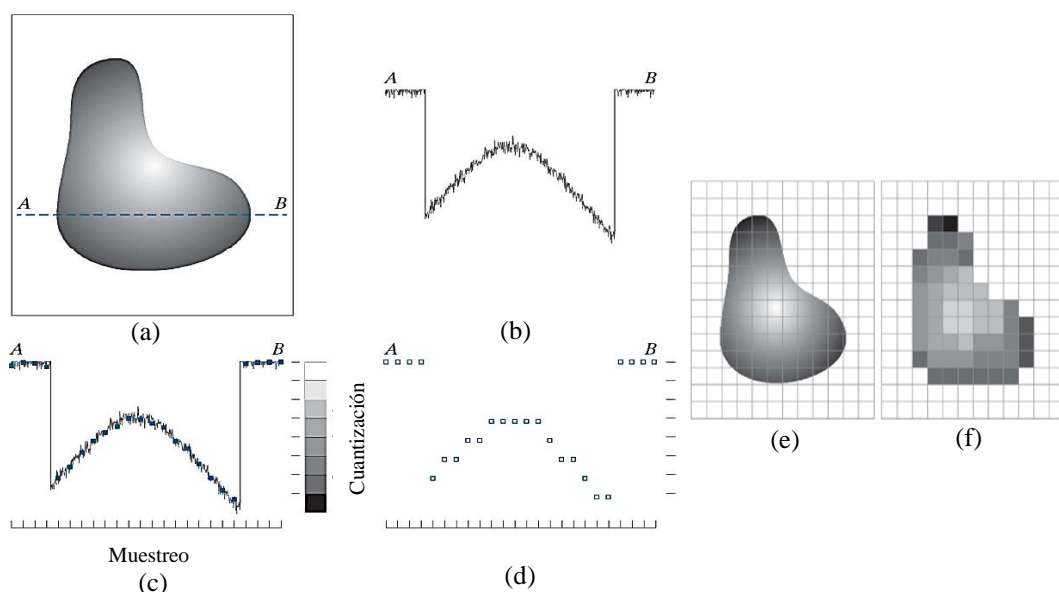 A B
(a)
A B
(b)
A B
Cuantización
Muestreo
(c)
A B
(d)
(e)
(f)